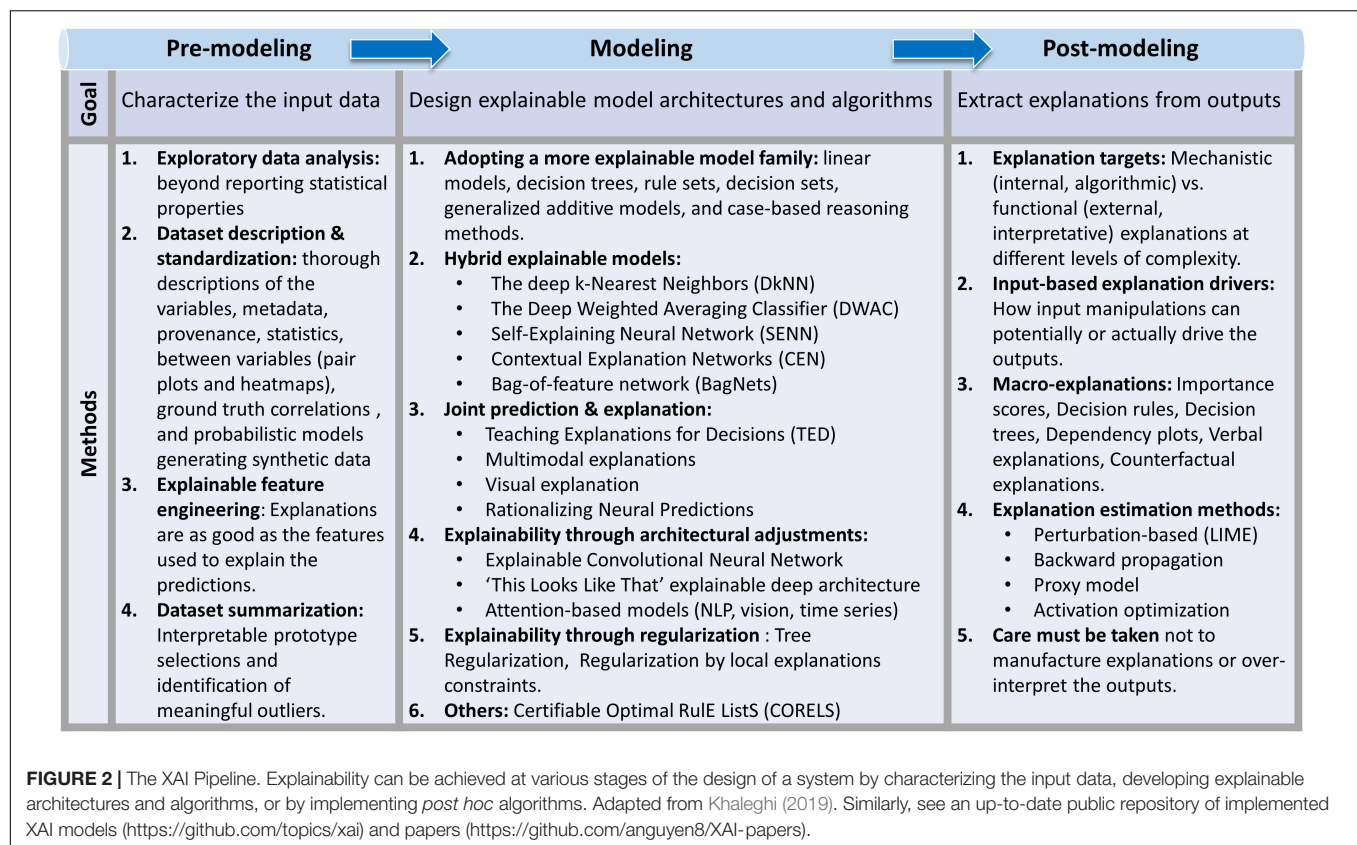 Pre-modeling
Modeling
Post-modeling
Goal
Characterize the input data
Design explainable model architectures and algorithms
Extract explanations from outputs
Methods
1. Exploratory data analysis:
beyond reporting statistical
properties
2. Dataset description &
standardization: thorough
descriptions of the
variables, metadata,
provenance, statistics,
between variables (pair
plots and heatmaps),
ground truth correlations ,
and probabilistic models
generating synthetic data
3. Explainable feature
engineering: Explanations
are as good as the features
used to explain the
predictions.
4. Dataset summarization:
Interpretable prototype
selections and
identification of
meaningful outliers.
1. Adopting a more explainable model family: linear
models, decision trees, rule sets, decision sets,
generalized additive models, and case-based reasoning
methods.
2. Hybrid explainable models:
• The deep k-Nearest Neighbors (DkNN)
• The Deep Weighted Averaging Classifier (DWAC)
• Self-Explaining Neural Network (SENN)
• Contextual Explanation Networks (CEN)
• Bag-of-feature network (BagNets)
3. Joint prediction & explanation:
• Teaching Explanations for Decisions (TED)
• Multimodal explanations
• Visual explanation
• Rationalizing Neural Predictions
4. Explainability through architectural adjustments:
• Explainable Convolutional Neural Network
• ‘This Looks Like That’ explainable deep architecture
• Attention-based models (NLP, vision, time series)
5. Explainability through regularization : Tree
Regularization, Regularization by local explanations
constraints.
6. Others: Certifiable Optimal RulE ListS (CORELS)
1. Explanation targets: Mechanistic
(internal, algorithmic) vs.
functional (external,
interpretative) explanations at
different levels of complexity.
2. Input-based explanation drivers:
How input manipulations can
potentially or actually drive the
outputs.
3. Macro-explanations: Importance
scores, Decision rules, Decision
trees, Dependency plots, Verbal
explanations, Counterfactual
explanations.
4. Explanation estimation methods:
• Perturbation-based (LIME)
• Backward propagation
• Proxy model
• Activation optimization
5. Care must be taken not to
manufacture explanations or over-
interpret the outputs.
FIGURE 2 | The XAI Pipeline. Explainability can be achieved at various stages of the design of a system by characterizing the input data, developing explainable
architectures and algorithms, or by implementing post hoc algorithms. Adapted from Khaleghi (2019). Similarly, see an up-to-date public repository of implemented
XAI models (https://github.com/topics/xai) and papers (https://github.com/anguyen8/XAI-papers).